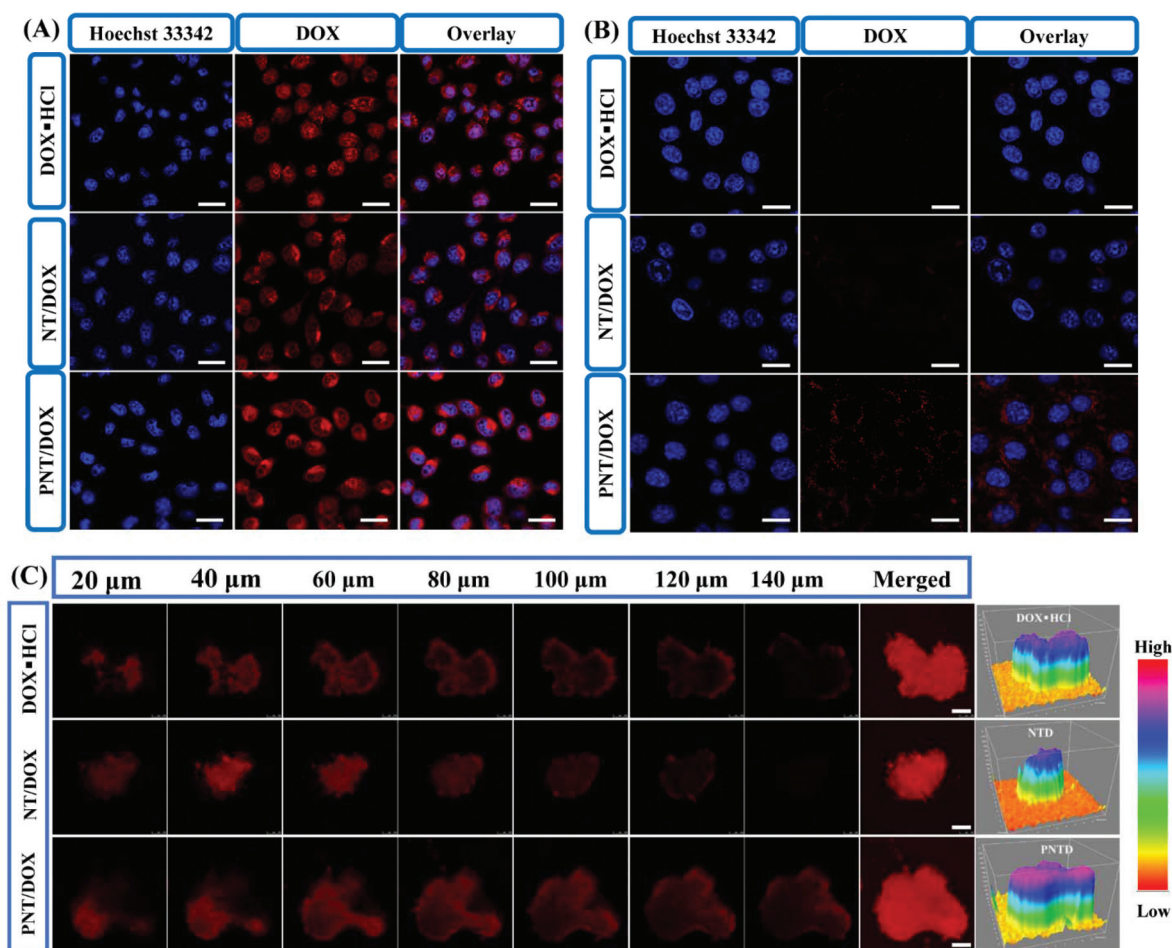 (A)
Hoechst 33342 DOX Overlay
DOX▪HCl
NT/DOX
PNT/DOX
(B)
Hoechst 33342 DOX Overlay
DOX▪HCl
NT/DOX
PNT/DOX
(C)
20 µm 40 µm 60 µm 80 µm 100 µm 120 µm 140 µm Merged
DOX▪HCl
NT/DOX
PNT/DOX
DOX▪HCl
NTD
PNTD
High
Low